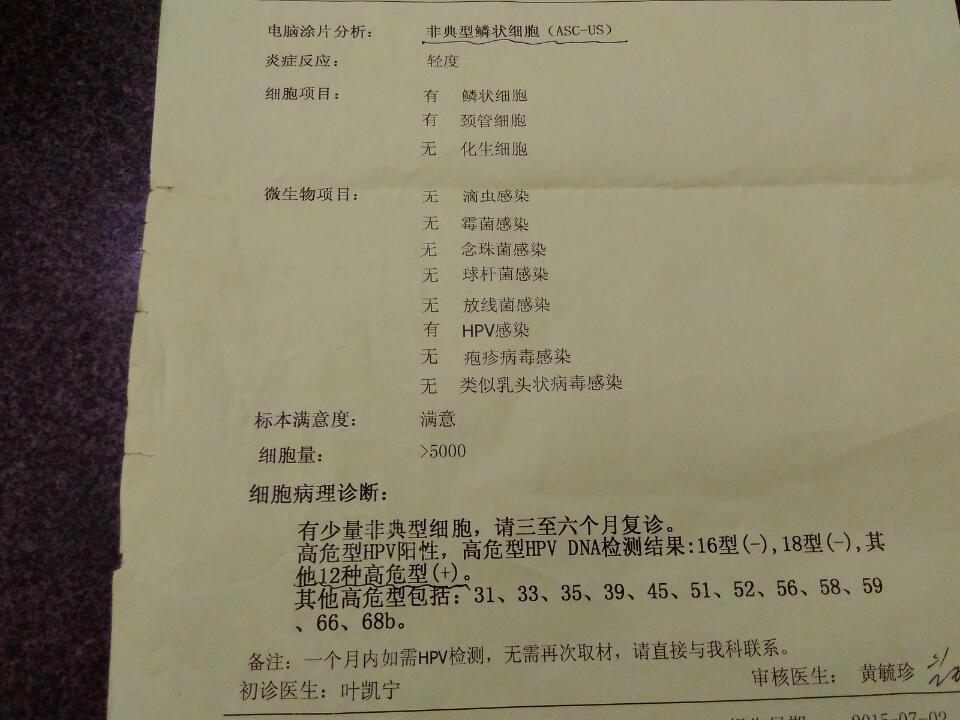 电脑涂片分析： 非典型鳞状细胞（ASC-US）
炎症反应： 轻度
细胞项目： 有 鳞状细胞
有 颈管细胞
无 化生细胞
微生物项目： 无 滴虫感染
无 霉菌感染
无 念珠菌感染
无 球杆菌感染
无 放线菌感染
有 HPV感染
无 疱疹病毒感染
无 类似乳头状病毒感染
标本满意度： 满意
细胞量： >5000
细胞病理诊断：
有少量非典型细胞，请三至六个月复诊。
高危型HPV阳性，高危型HPV DNA检测结果:16型(-),18型(-),其
他12种高危型(+)。
其他高危型包括：31、33、35、39、45、51、52、56、58、59
、66、68b。
备注：一个月内如需HPV检测，无需再次取材，请直接与我科联系。
初诊医生：叶凯宁 审核医生： 黄毓珍
2015-07-02